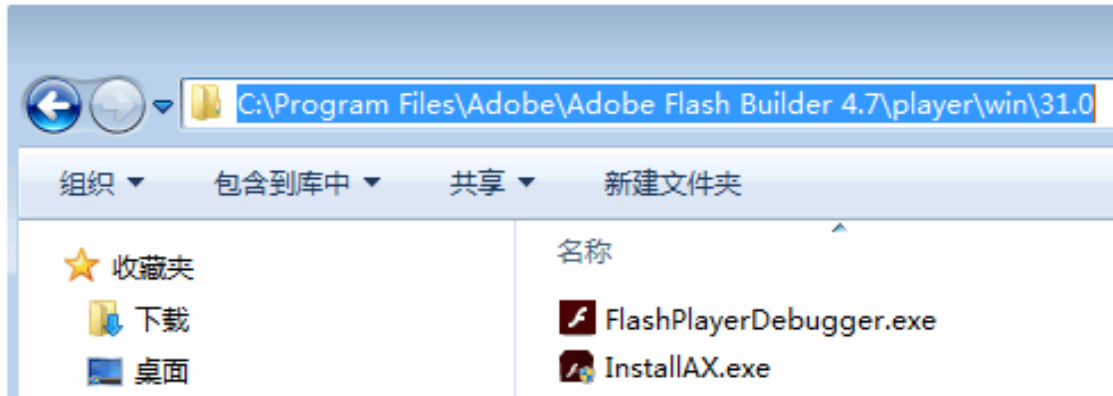 C:\Program Files\Adobe\Adobe Flash Builder 4.7\player\win\31.0
组织 包含到库中 共享 新建文件夹
收藏夹
名称
下载
FlashPlayerDebugger.exe
桌面
InstallAX.exe